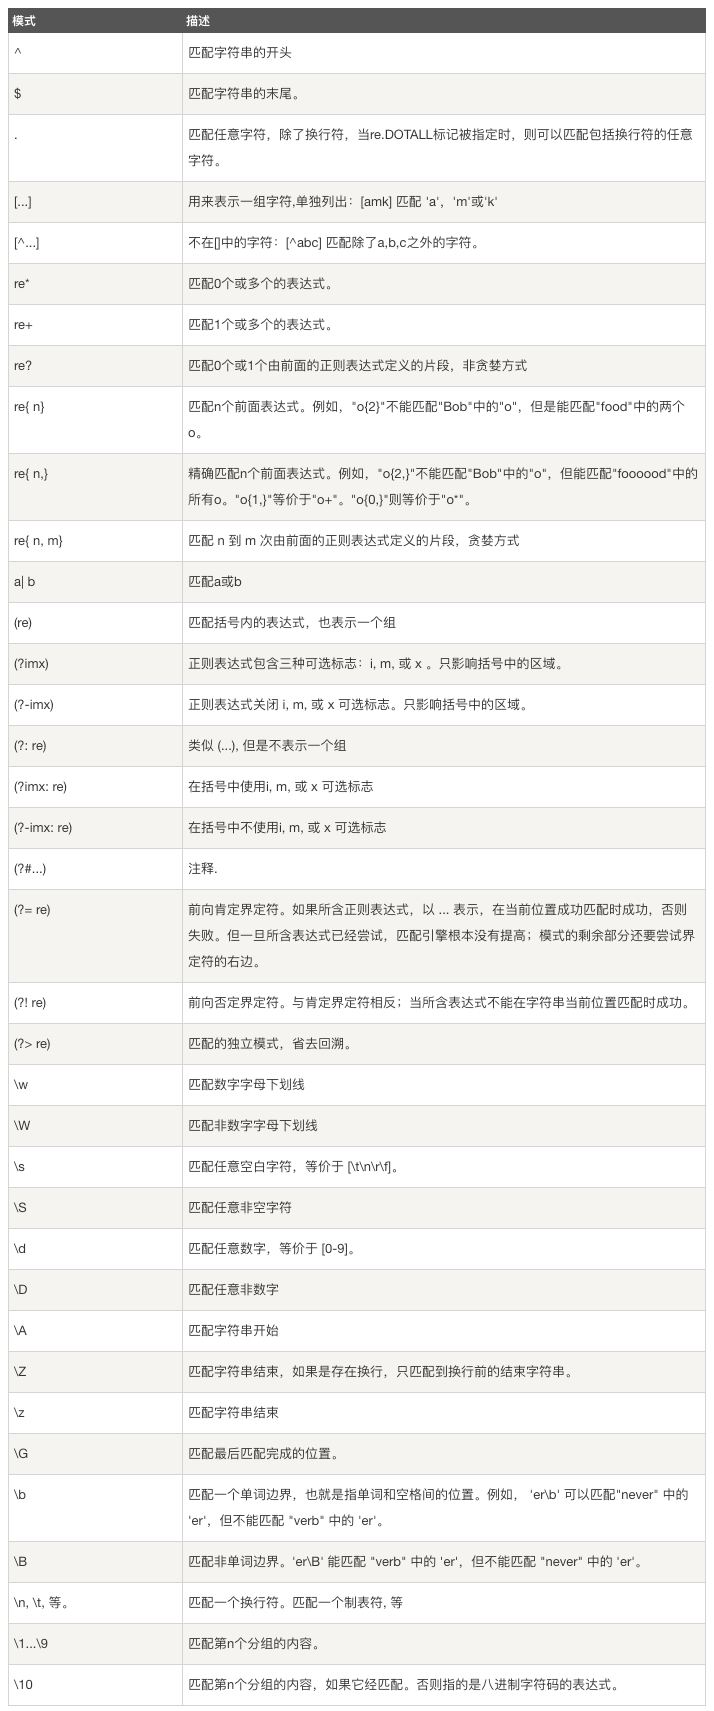 模式 描述
^ 匹配字符串的开头
$ 匹配字符串的末尾。
. 匹配任意字符，除了换行符，当re.DOTALL标记被指定时，则可以匹配包括换行符的任意
字符。
[...] 用来表示一组字符,单独列出：[amk] 匹配 'a'，'m'或'k'
[^...] 不在[]中的字符：[^abc] 匹配除了a,b,c之外的字符。
re* 匹配0个或多个的表达式。
re+ 匹配1个或多个的表达式。
re? 匹配0个或1个由前面的正则表达式定义的片段，非贪婪方式
re{ n} 匹配n个前面表达式。例如，"o{2}"不能匹配"Bob"中的"o"，但是能匹配"food"中的两个
o。
re{ n,} 精确匹配n个前面表达式。例如，"o{2,}"不能匹配"Bob"中的"o"，但能匹配"foooood"中的
所有o。"o{1,}"等价于"o+"。"o{0,}"则等价于"o*"。
re{ n, m} 匹配 n 到 m 次由前面的正则表达式定义的片段，贪婪方式
a| b 匹配a或b
(re) 匹配括号内的表达式，也表示一个组
(?imx) 正则表达式包含三种可选标志：i, m, 或 x 。只影响括号中的区域。
(?-imx) 正则表达式关闭 i, m, 或 x 可选标志。只影响括号中的区域。
(?: re) 类似 (...), 但是不表示一个组
(?imx: re) 在括号中使用i, m, 或 x 可选标志
(?-imx: re) 在括号中不使用i, m, 或 x 可选标志
(?#...) 注释.
(?= re) 前向肯定界定符。如果所含正则表达式，以 ... 表示，在当前位置成功匹配时成功，否则
失败。但一旦所含表达式已经尝试，匹配引擎根本没有提高；模式的剩余部分还要尝试界
定符的右边。
(?! re) 前向否定界定符。与肯定界定符相反；当所含表达式不能在字符串当前位置匹配时成功。
(?> re) 匹配的独立模式，省去回溯。
\w 匹配数字字母下划线
\W 匹配非数字字母下划线
\s 匹配任意空白字符，等价于 [\t\n\r\f]。
\S 匹配任意非空字符
\d 匹配任意数字，等价于 [0-9]。
\D 匹配任意非数字
\A 匹配字符串开始
\Z 匹配字符串结束，如果是存在换行，只匹配到换行前的结束字符串。
\z 匹配字符串结束
\G 匹配最后匹配完成的位置。
\b 匹配一个单词边界，也就是指单词和空格间的位置。例如， 'er\b' 可以匹配"never" 中的
'er'，但不能匹配 "verb" 中的 'er'。
\B 匹配非单词边界。'er\B' 能匹配 "verb" 中的 'er'，但不能匹配 "never" 中的 'er'。
\n, \t, 等。 匹配一个换行符。匹配一个制表符, 等
\1...\9 匹配第n个分组的内容。
\10 匹配第n个分组的内容，如果它经匹配。否则指的是八进制字符码的表达式。